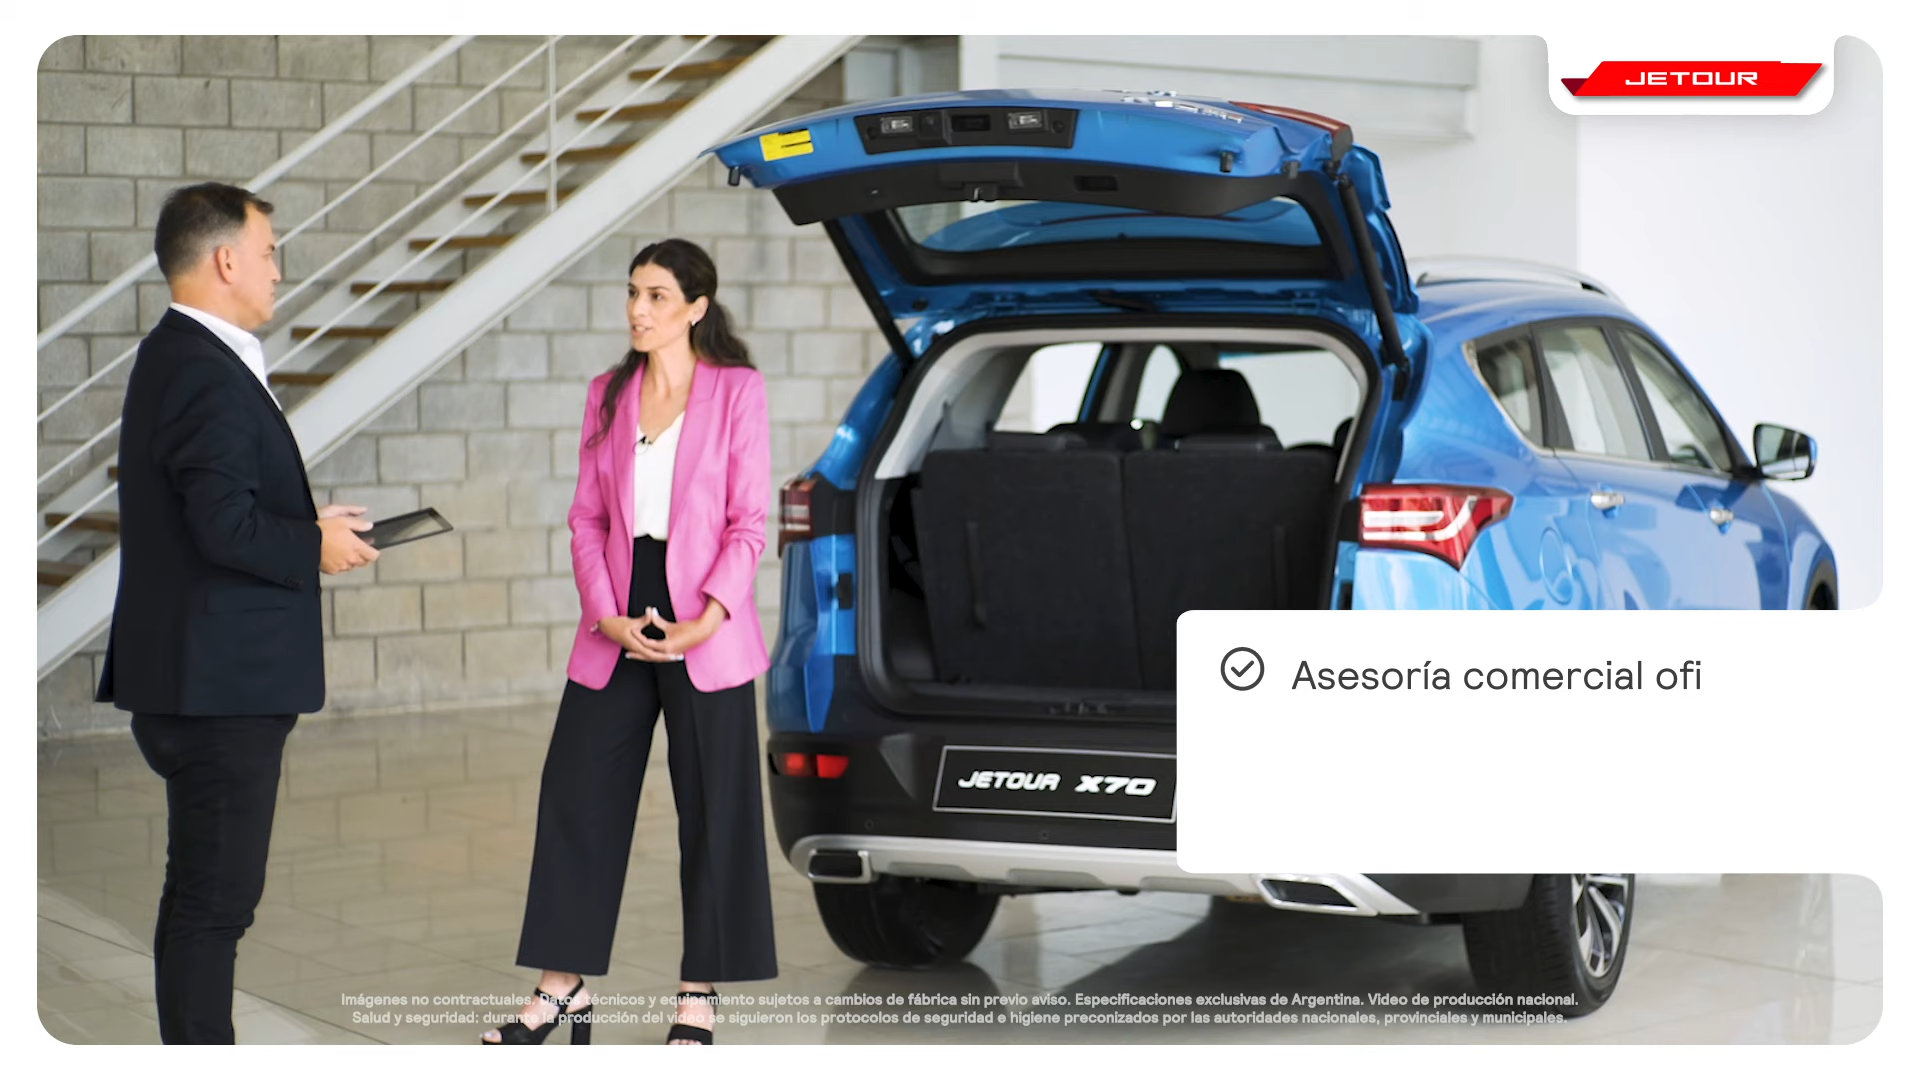 JETOUR
Asesoría comercial ofi
JETOUR X70
Imágenes no contractuales. Datos técnicos y equipamiento sujetos a cambios de fábrica sin previo aviso. Especificaciones exclusivas de Argentina. Video de producción nacional.
Salud y seguridad: durante la producción del video se siguieron los protocolos de seguridad e higiene preconizados por las autoridades nacionales, provinciales y municipales.